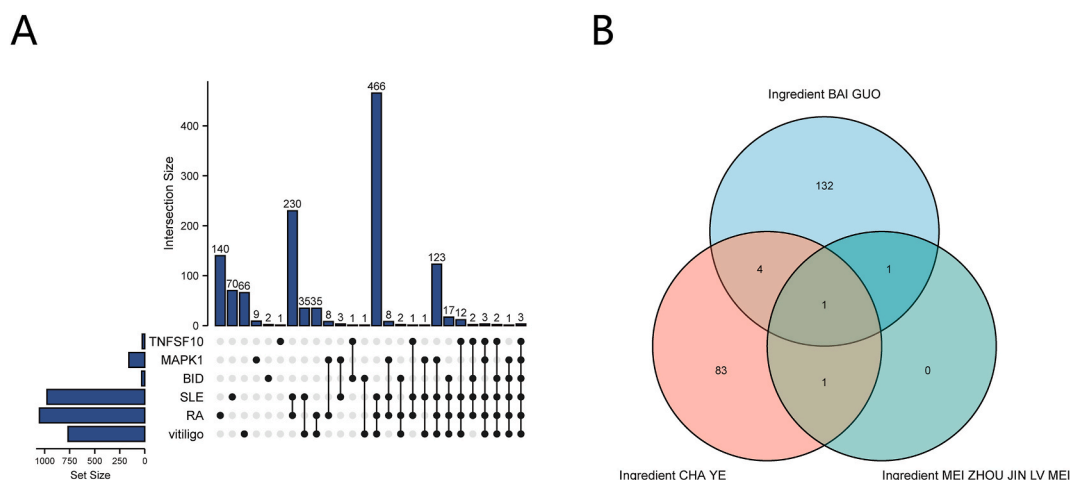 A
B
466
400
300
200
100
0
Intersection Size
140
70
66
9
2
1
230
35
35
8
3
1
1
8
2
1
1
123
17
12
2
3
2
1
3
TNFSF10
MAPK1
BID
SLE
RA
vitiligo
1000 750 500 250 0
Set Size
Ingredient BAI GUO
132
4
1
1
83
1
0
Ingredient CHA YE
Ingredient MEI ZHOU JIN LV MEI